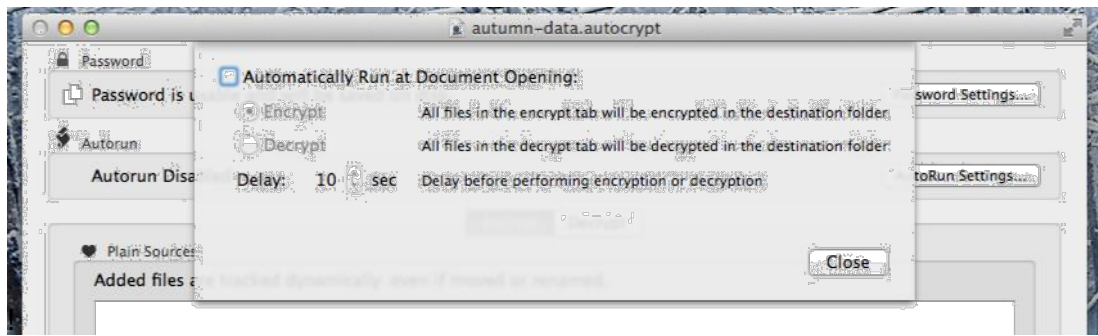 autumn-data.autocrypt
Password
Automatically Run at Document Opening:
Password is u
sword Settings...
Encrypt
All files in the encrypt tab will be encrypted in the destination folder
Autorun
Decrypt
All files in the decrypt tab will be decrypted in the destination folder
Autorun Disa
Delay: 10 sec
Delay before performing encryption or decryption
toRun Settings...
Decrypt
Plain Sources
Close
Added files are tracked dynamically even if moved or renamed.